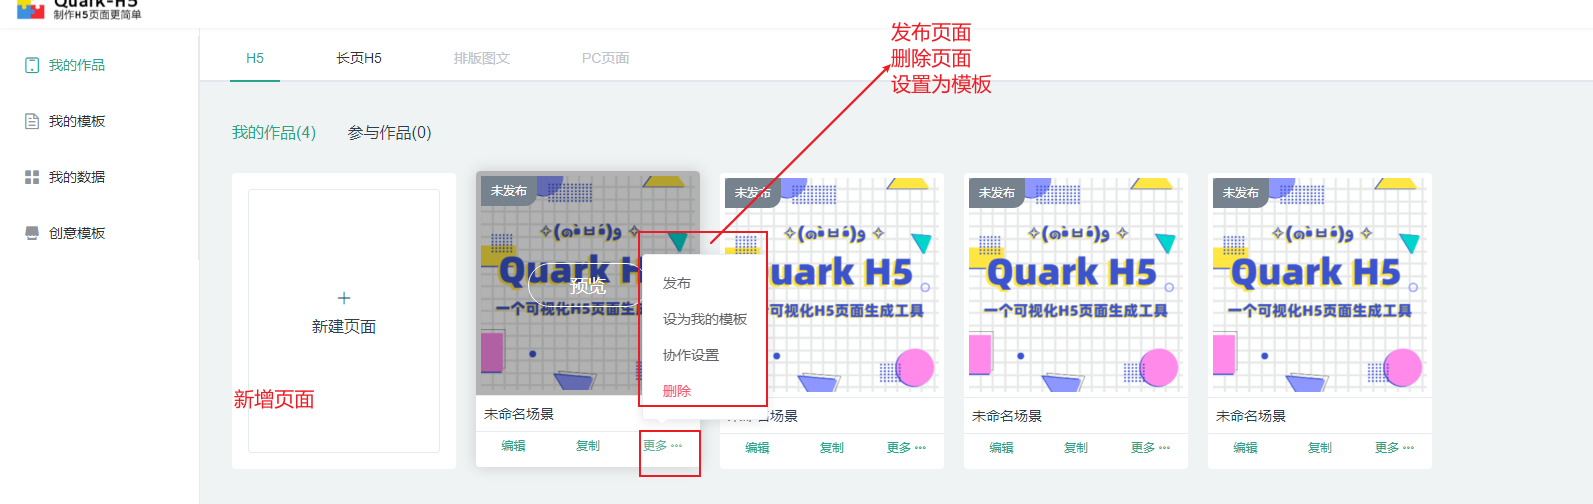 Quark-H5
制作H5页面更简单
我的作品
我的模板
我的数据
创意模板
H5
长页H5
排版图文
PC页面
发布页面
删除页面
设置为模板
我的作品(4)
参与作品(0)
+
新建页面
新增页面
未发布
Quark H
预览
一个可视化H5页面生成工具
未命名场景
编辑
复制
更多 •••
发布
设为我的模板
协作设置
删除
未发布
uark H5
可视化H5页面生成工具
名场景
编辑
复制
更多 •••
未发布
Quark H5
一个可视化H5页面生成工具
未命名场景
编辑
复制
更多 •••
未发布
Quark H5
一个可视化H5页面生成工具
未命名场景
编辑
复制
更多 •••